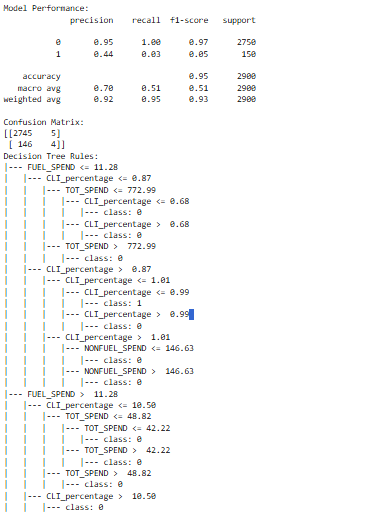 Model Performance:
precision recall f1-score support
0 0.95 1.00 0.97 2750
1 0.44 0.03 0.05 150
accuracy 0.95 2900
macro avg 0.70 0.51 0.51 2900
weighted avg 0.92 0.95 0.93 2900
Confusion Matrix:
[[2745 5]
[ 146 4]]
Decision Tree Rules:
|--- FUEL_SPEND <= 11.28
| |--- CLI_percentage <= 0.87
| | |--- TOT_SPEND <= 772.99
| | | |--- CLI_percentage <= 0.68
| | | | |--- class: 0
| | | |--- CLI_percentage > 0.68
| | | | |--- class: 0
| | |--- TOT_SPEND > 772.99
| | | |--- class: 0
| |--- CLI_percentage > 0.87
| | |--- CLI_percentage <= 1.01
| | | |--- CLI_percentage <= 0.99
| | | | |--- class: 1
| | | |--- CLI_percentage > 0.99
| | | | |--- class: 0
| | |--- CLI_percentage > 1.01
| | | |--- NONFUEL_SPEND <= 146.63
| | | | |--- class: 0
| | | |--- NONFUEL_SPEND > 146.63
| | | | |--- class: 0
|--- FUEL_SPEND > 11.28
| |--- CLI_percentage <= 10.50
| | |--- TOT_SPEND <= 48.82
| | | |--- TOT_SPEND <= 42.22
| | | | |--- class: 0
| | | |--- TOT_SPEND > 42.22
| | | | |--- class: 0
| | |--- TOT_SPEND > 48.82
| | | |--- class: 0
| |--- CLI_percentage > 10.50
| | |--- class: 0